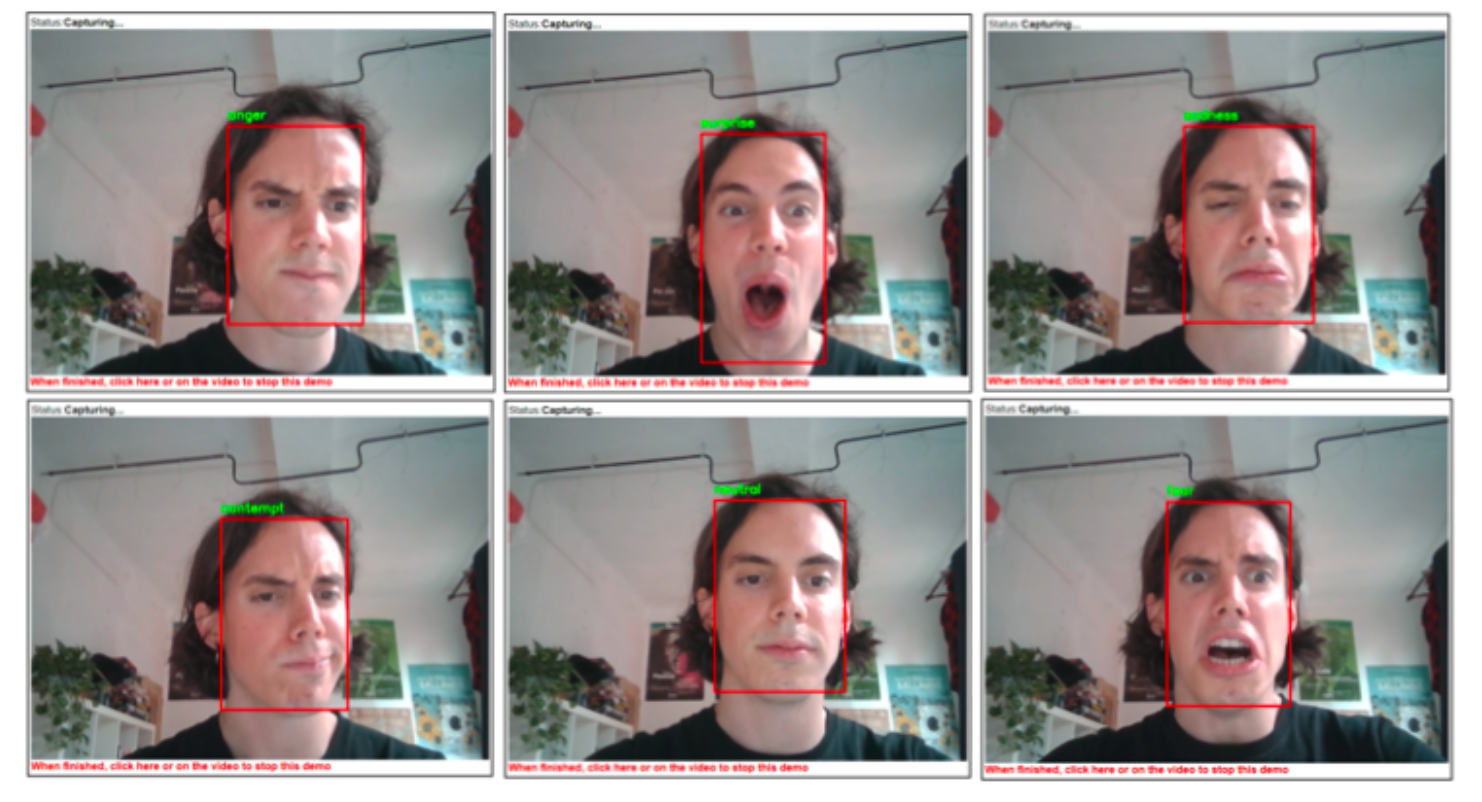 Status: Capturing...
anger
When finished, click here or on the video to stop this demo
Status: Capturing...
surprise
When finished, click here or on the video to stop this demo
Status: Capturing...
sadness
When finished, click here or on the video to stop this demo
Status: Capturing...
contempt
When finished, click here or on the video to stop this demo
Status: Capturing...
neutral
When finished, click here or on the video to stop this demo
Status: Capturing...
fear
When finished, click here or on the video to stop this demo